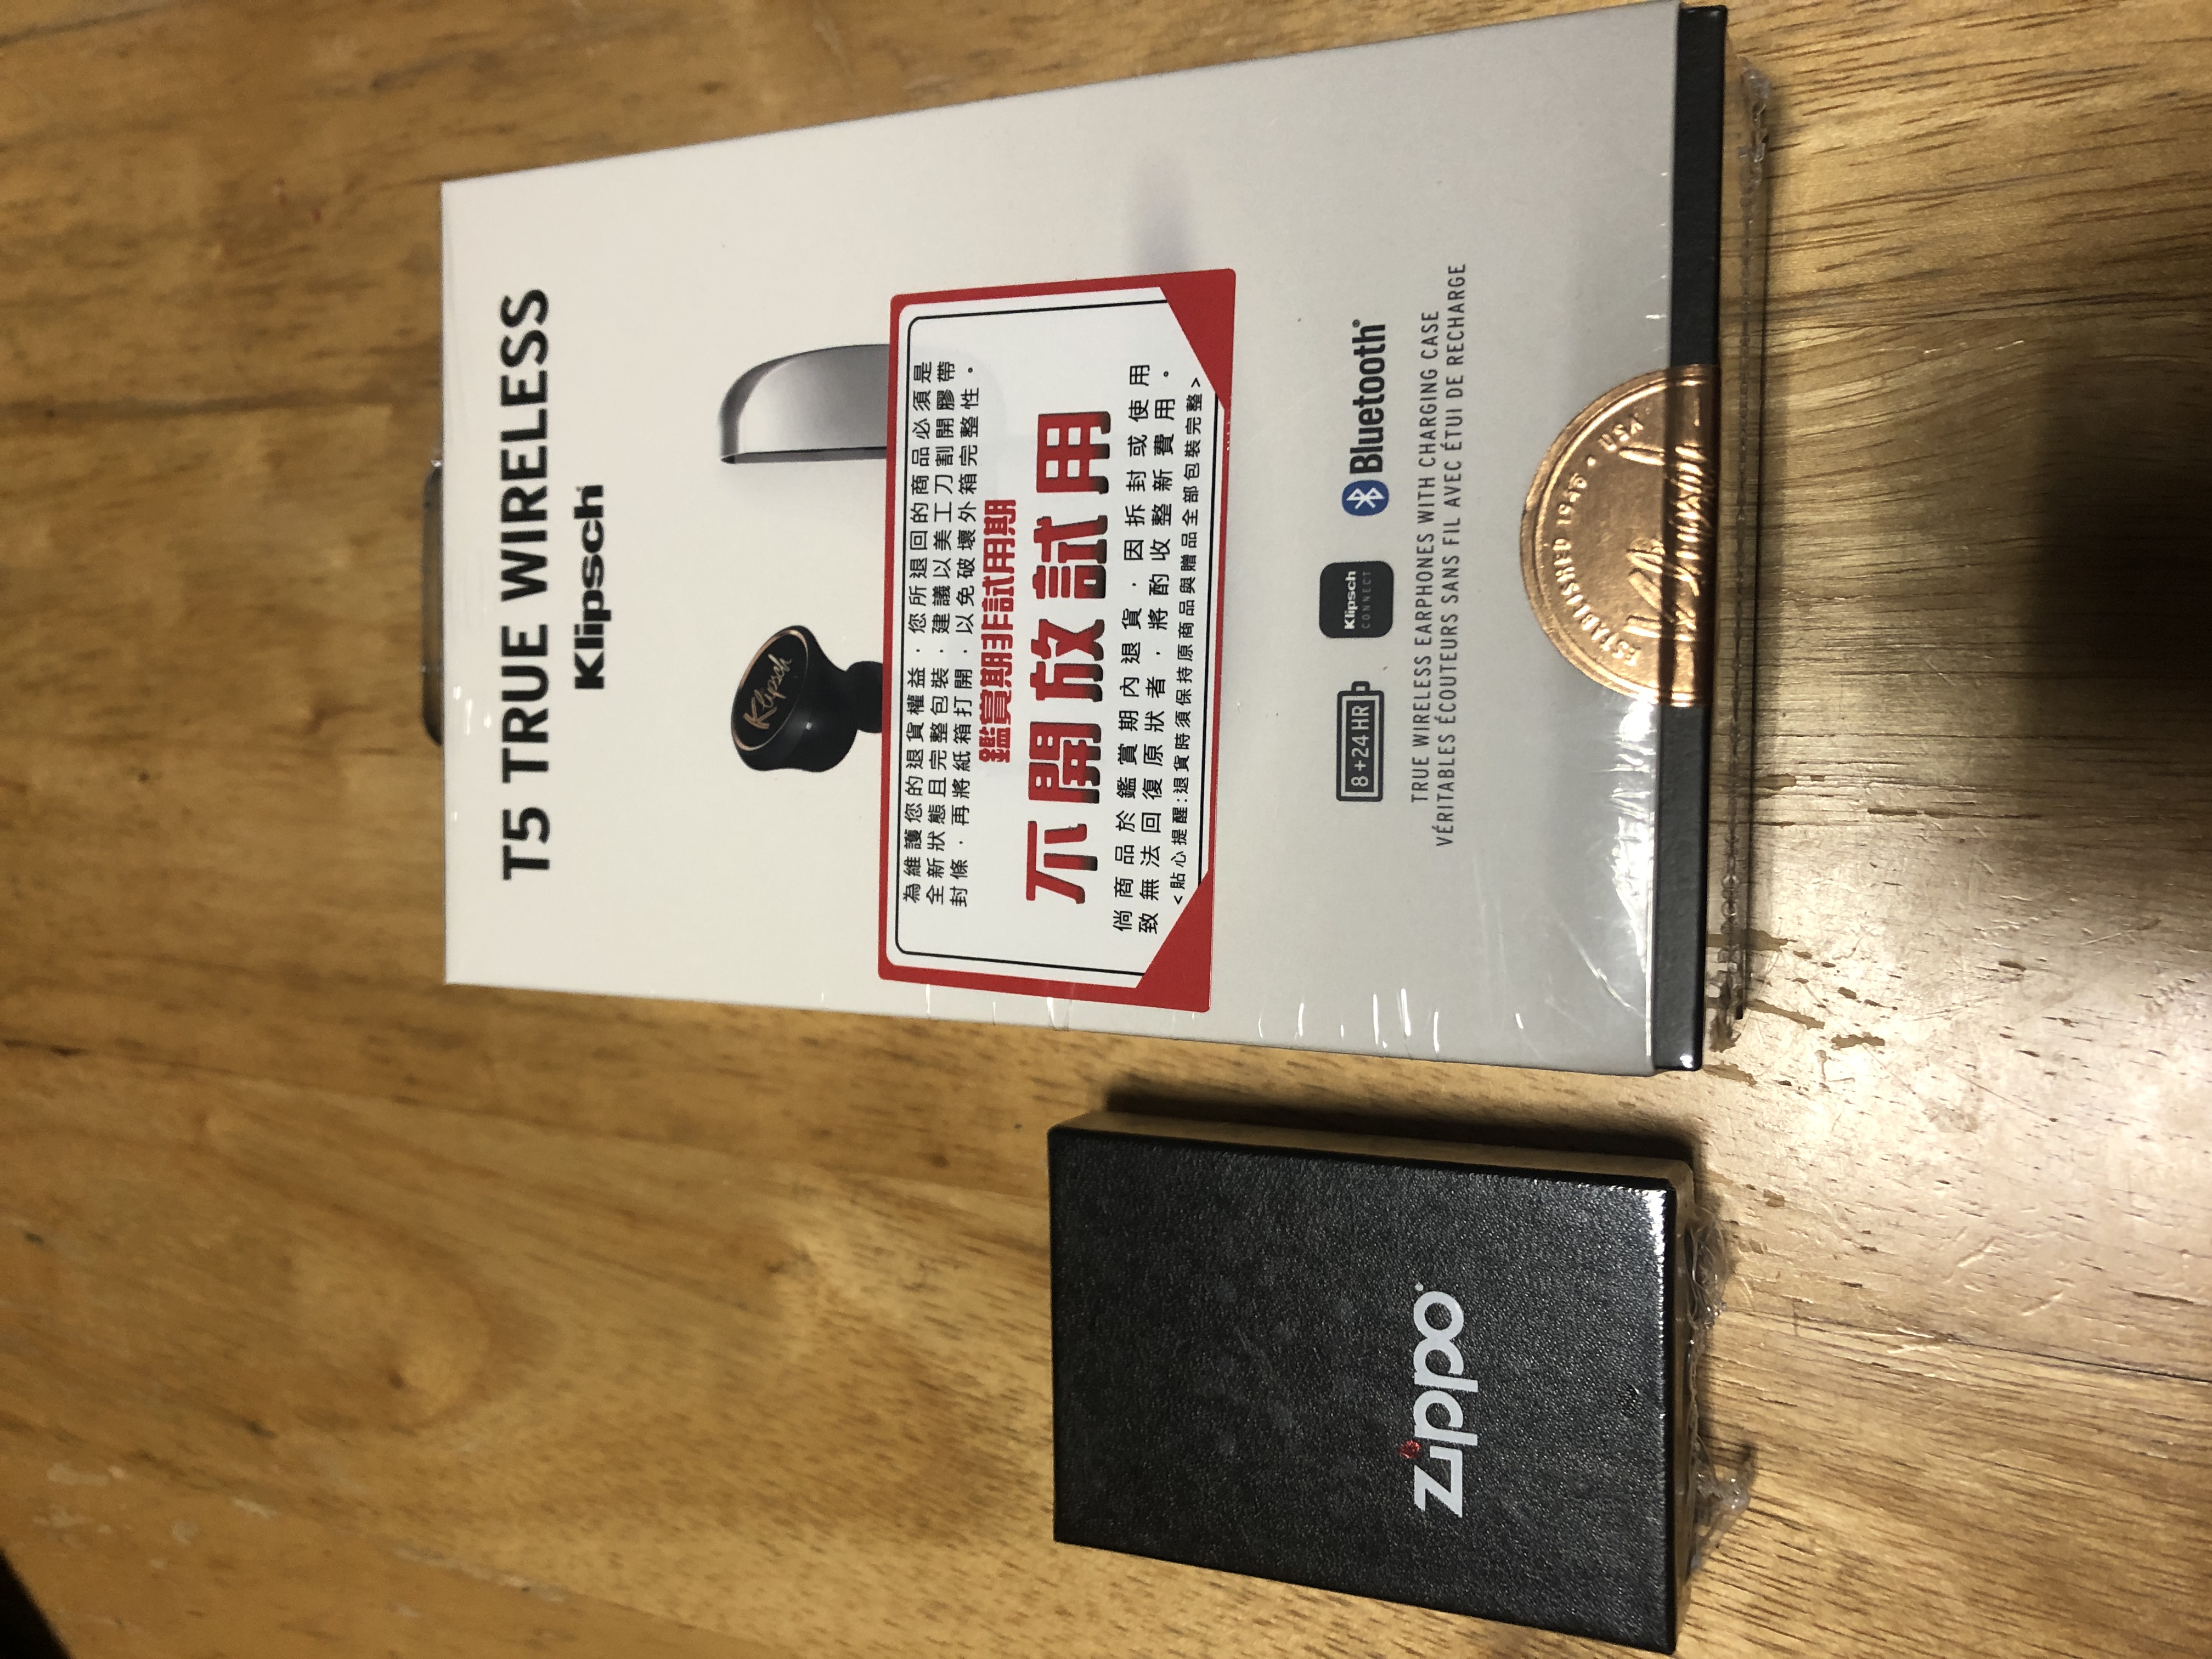 T5 TRUE WIRELESS
Klipsch
Klipsch
為維護您的退貨權益，您所退回的商品必須是
全新狀態且完整包裝，建議以美工刀割開膠帶
封條，再將紙箱打開，以免破壞外箱完整性。
鑑賞期非試用期
不開放試用
倘商品於鑑賞期內退貨，因拆封或使用
致無法回復原狀者，將酌收整新費用。
<貼心提醒:退貨時須保持原商品與贈品全部包裝完整>
8+24HR
Klipsch
CONNECT
Bluetooth®
TRUE WIRELESS EARPHONES WITH CHARGING CASE
VÉRITABLES ÉCOUTEURS SANS FIL AVEC ÉTUI DE RECHARGE
ESTABLISHED 1946 • USA
zippo